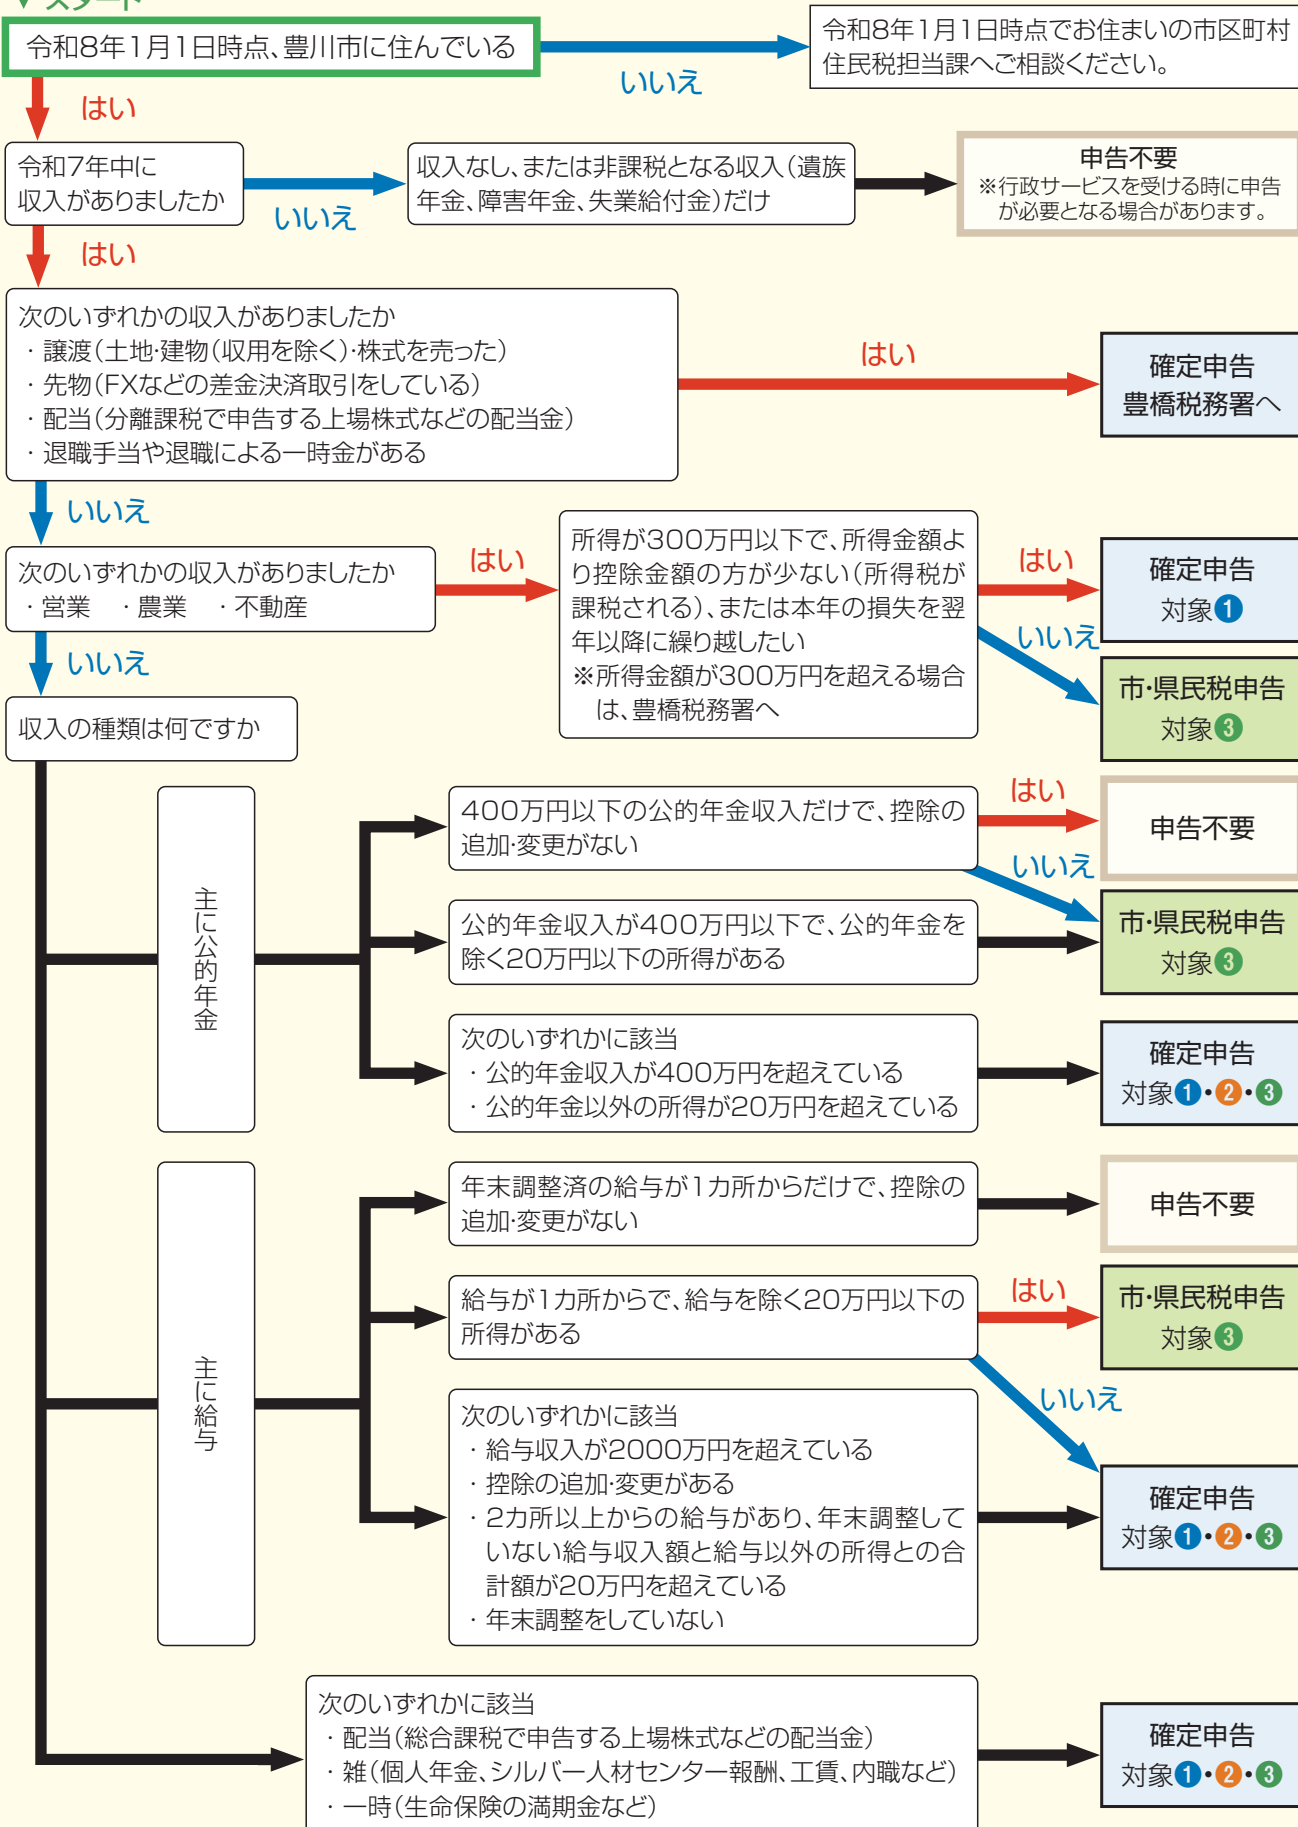 ▼スタート
令和8年1月1日時点、豊川市に住んでいる
いいえ
令和8年1月1日時点でお住まいの市区町村
住民税担当課へご相談ください。
はい
令和7年中に
収入がありましたか
いいえ
収入なし、または非課税となる収入（遺族
年金、障害年金、失業給付金）だけ
申告不要
※行政サービスを受ける時に申告
が必要となる場合があります。
はい
次のいずれかの収入がありましたか
・譲渡（土地・建物（収用を除く）・株式を売った）
・先物（FXなどの差金決済取引をしている）
・配当（分離課税で申告する上場株式などの配当金）
・退職手当や退職による一時金がある
はい
確定申告
豊橋税務署へ
いいえ
次のいずれかの収入がありましたか
・営業　・農業　・不動産
はい
所得が300万円以下で、所得金額よ
り控除金額の方が少ない（所得税が
課税される）、または本年の損失を翌
年以降に繰り越したい
※所得金額が300万円を超える場合
は、豊橋税務署へ
はい
確定申告
対象❶
いいえ
市・県民税申告
対象❸
いいえ
収入の種類は何ですか
主に公的年金
400万円以下の公的年金収入だけで、控除の
追加・変更がない
はい
申告不要
いいえ
公的年金収入が400万円以下で、公的年金を
除く20万円以下の所得がある
市・県民税申告
対象❸
次のいずれかに該当
・公的年金収入が400万円を超えている
・公的年金以外の所得が20万円を超えている
確定申告
対象❶・❷・❸
主に給与
年末調整済の給与が1カ所からだけで、控除の
追加・変更がない
申告不要
給与が1カ所からで、給与を除く20万円以下の
所得がある
はい
市・県民税申告
対象❸
いいえ
次のいずれかに該当
・給与収入が2000万円を超えている
・控除の追加・変更がある
・2カ所以上からの給与があり、年末調整して
いない給与収入額と給与以外の所得との合
計額が20万円を超えている
・年末調整をしていない
確定申告
対象❶・❷・❸
次のいずれかに該当
・配当（総合課税で申告する上場株式などの配当金）
・雑（個人年金、シルバー人材センター報酬、工賃、内職など）
・一時（生命保険の満期金など）
確定申告
対象❶・❷・❸